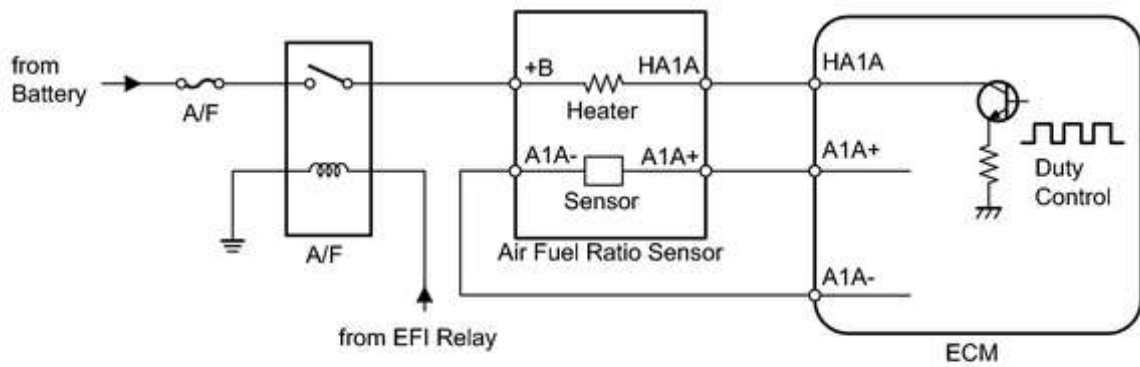 from
Battery
A/F
A/F
from EFI Relay
+B
HA1A
Heater
A1A-
A1A+
Sensor
Air Fuel Ratio Sensor
HA1A
A1A+
A1A-
Duty
Control
ECM